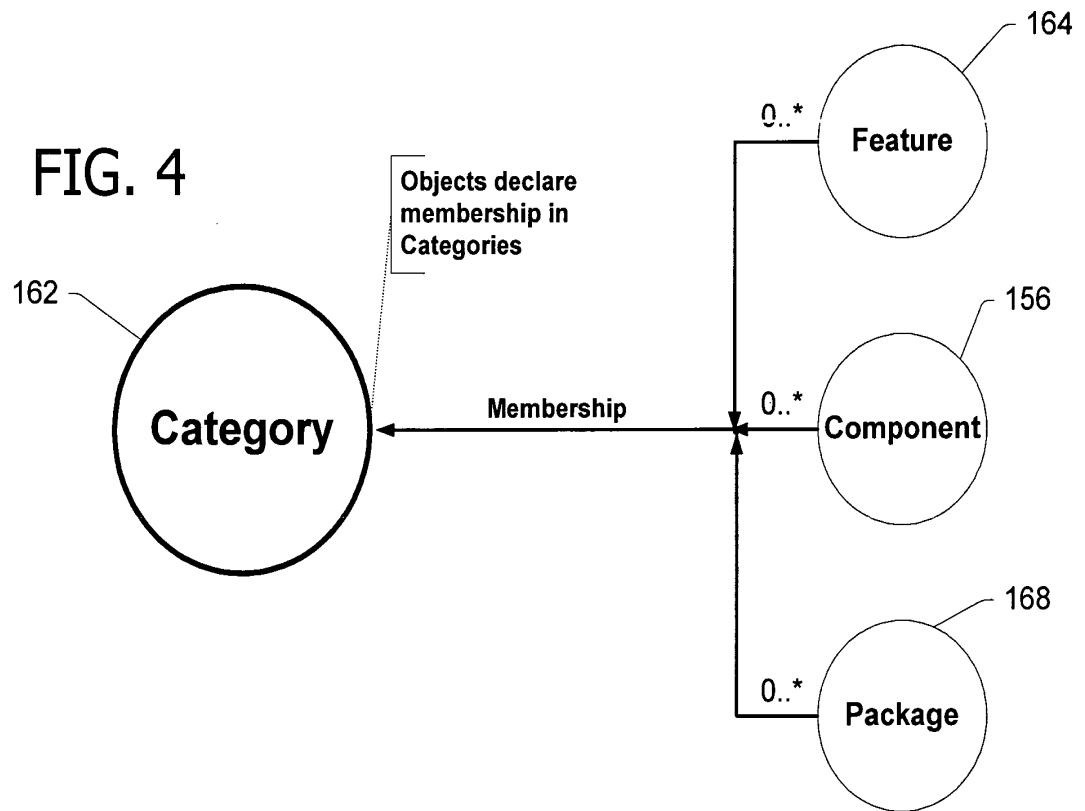 FIG. 4
164
0..*
Feature
Objects declare
membership in
Categories
162
Category
Membership
156
0..*
Component
168
0..*
Package